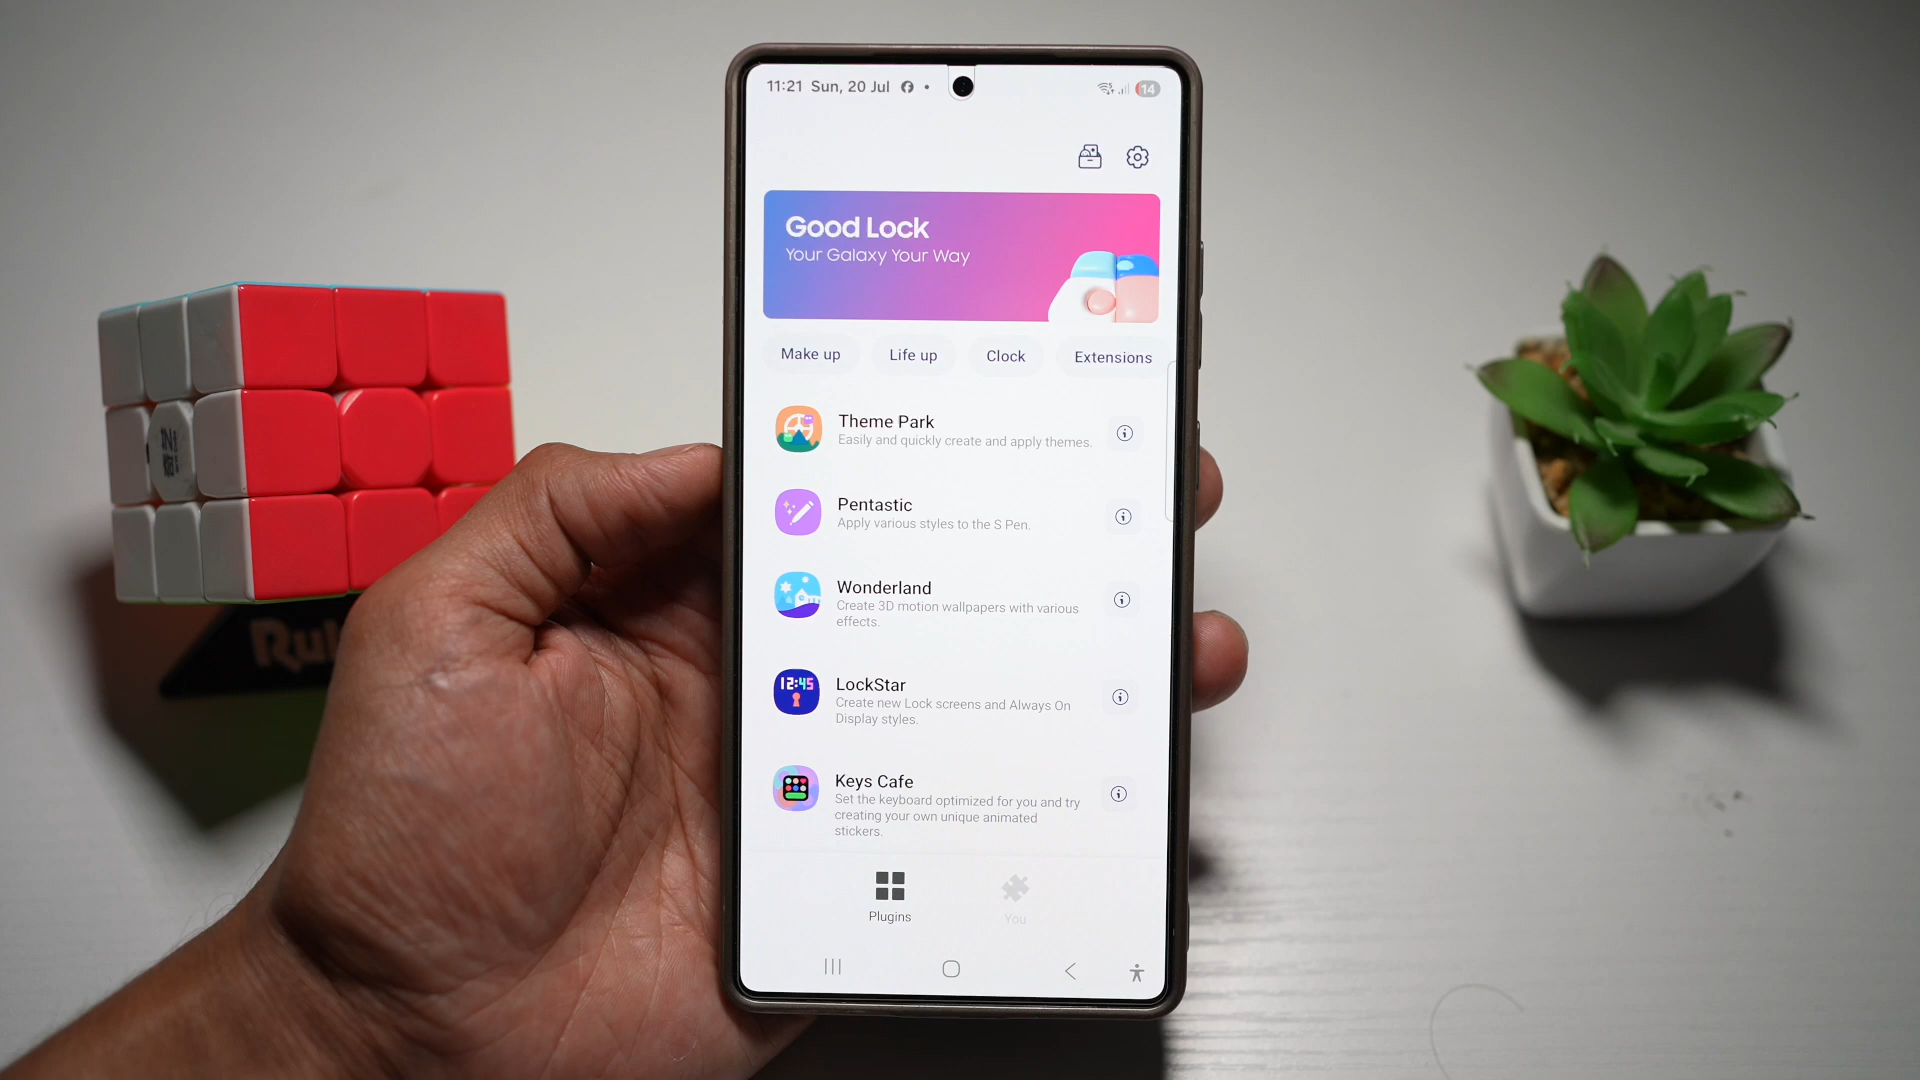 11:21 Sun, 20 Jul
14
Good Lock
Your Galaxy Your Way
Make up
Life up
Clock
Extensions
Theme Park
Easily and quickly create and apply themes.
Pentastic
Apply various styles to the S Pen.
Wonderland
Create 3D motion wallpapers with various
effects.
12:45
LockStar
Create new Lock screens and Always On
Display styles.
Keys Cafe
Set the keyboard optimized for you and try
creating your own unique animated
stickers.
Plugins
You